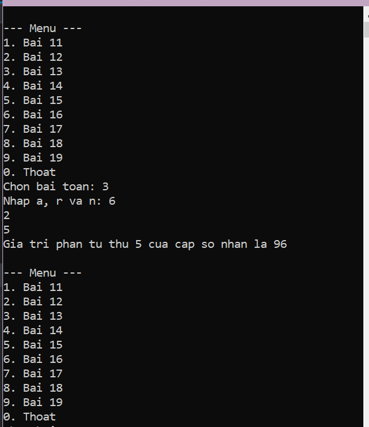 --- Menu ---
1. Bai 11
2. Bai 12
3. Bai 13
4. Bai 14
5. Bai 15
6. Bai 16
7. Bai 17
8. Bai 18
9. Bai 19
0. Thoat
Chon bai toan: 3
Nhap a, r va n: 6
2
5
Gia tri phan tu thu 5 cua cap so nhan la 96
--- Menu ---
1. Bai 11
2. Bai 12
3. Bai 13
4. Bai 14
5. Bai 15
6. Bai 16
7. Bai 17
8. Bai 18
9. Bai 19
0. Thoat